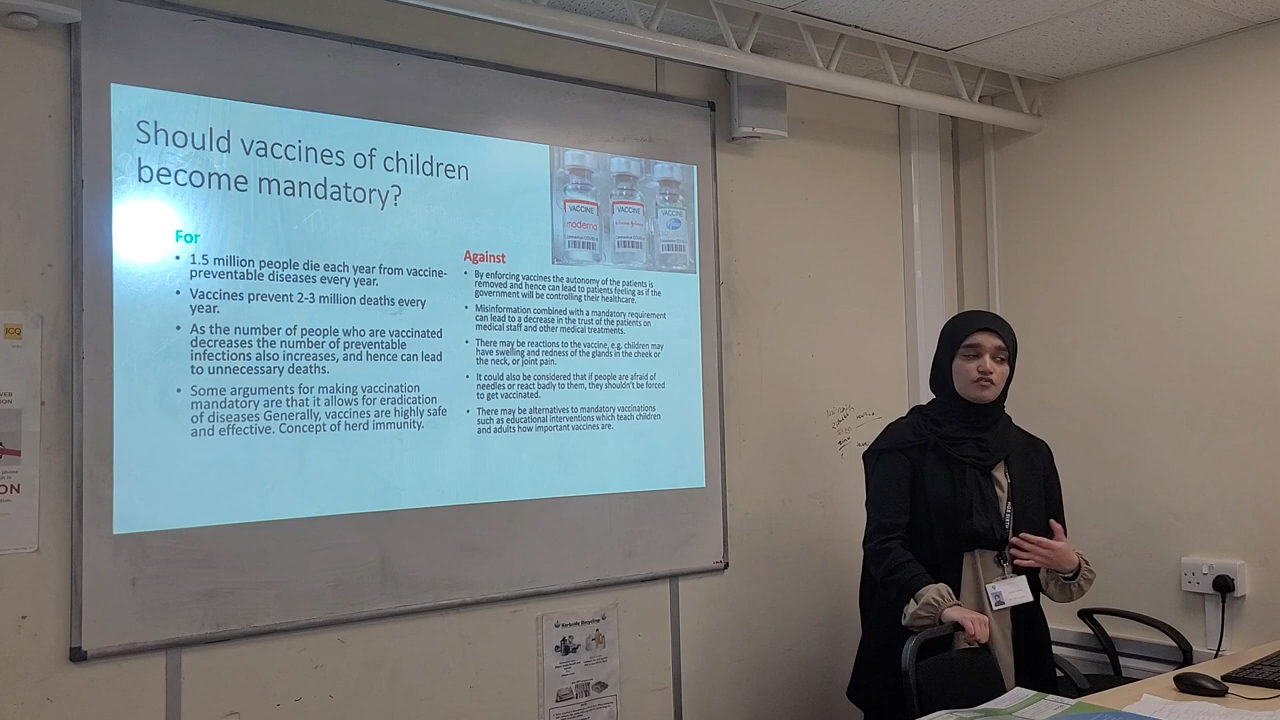 Should vaccines of children
become mandatory?
For
• 1.5 million people die each year from vaccine-
preventable diseases every year.
• Vaccines prevent 2-3 million deaths every
year.
• As the number of people who are vaccinated
decreases the number of preventable
infections also increases, and hence can lead
to unnecessary deaths.
• Some arguments for making vaccination
mandatory are that it allows for eradication
of diseases Generally, vaccines are highly safe
and effective. Concept of herd immunity.
Against
• By enforcing vaccines the autonomy of the patients is
removed and hence can lead to patients feeling as if the
government will be controlling their healthcare.
• Misinformation combined with a mandatory requirement
can lead to a decrease in the trust of the patients on
medical staff and other medical treatments.
• There may be reactions to the vaccine, e.g. children may
have swelling and redness of the glands in the cheek or
the neck, or joint pain.
• It could also be considered that if people are afraid of
needles or react badly to them, they shouldn't be forced
to get vaccinated.
• There may be alternatives to mandatory vaccinations
such as educational interventions which teach children
and adults how important vaccines are.
VACCINE
moderna
VACCINE
VACCINE
Pfizer
JCQ
ON
Kerbside Recycling